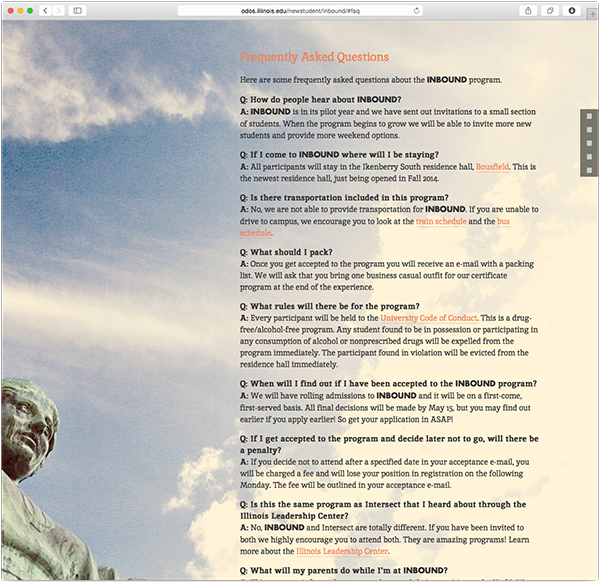 odos.illinois.edu/newstudent/inbound/#faq
Frequently Asked Questions
Here are some frequently asked questions about the INBOUND program.
Q: How do people hear about INBOUND?
A: INBOUND is in its pilot year and we have sent out invitations to a small section
of students. When the program begins to grow we will be able to invite more new
students and provide more weekend options.
Q: If I come to INBOUND where will I be staying?
A: All participants will stay in the Ikenberry South residence hall, Bousfield. This is
the newest residence hall, just being opened in Fall 2014.
Q: Is there transportation included in this program?
A: No, we are not able to provide transportation for INBOUND. If you are unable to
drive to campus, we encourage you to look at the train schedule and the bus
schedule.
Q: What should I pack?
A: Once you get accepted to the program you will receive an e-mail with a packing
list. We will ask that you bring one business casual outfit for our certificate
program at the end of the experience.
Q: What rules will there be for the program?
A: Every participant will be held to the University Code of Conduct. This is a drug-
free/alcohol-free program. Any student found to be in possession or participating in
any consumption of alcohol or nonprescribed drugs will be expelled from the
program immediately. The participant found in violation will be evicted from the
residence hall immediately.
Q: When will I find out if I have been accepted to the INBOUND program?
A: We will have rolling admissions to INBOUND and it will be on a first-come,
first-served basis. All final decisions will be made by May 15, but you may find out
earlier if you apply earlier! So get your application in ASAP!
Q: If I get accepted to the program and decide later not to go, will there be
a penalty?
A: If you decide not to attend after a specified date in your acceptance e-mail, you
will be charged a fee and will lose your position in registration on the following
Monday. The fee will be outlined in your acceptance e-mail.
Q: Is this the same program as Intersect that I heard about through the
Illinois Leadership Center?
A: No, INBOUND and Intersect are totally different. If you have been invited to
both we highly encourage you to attend both. They are amazing programs! Learn
more about the Illinois Leadership Center.
Q: What will my parents do while I'm at INBOUND?